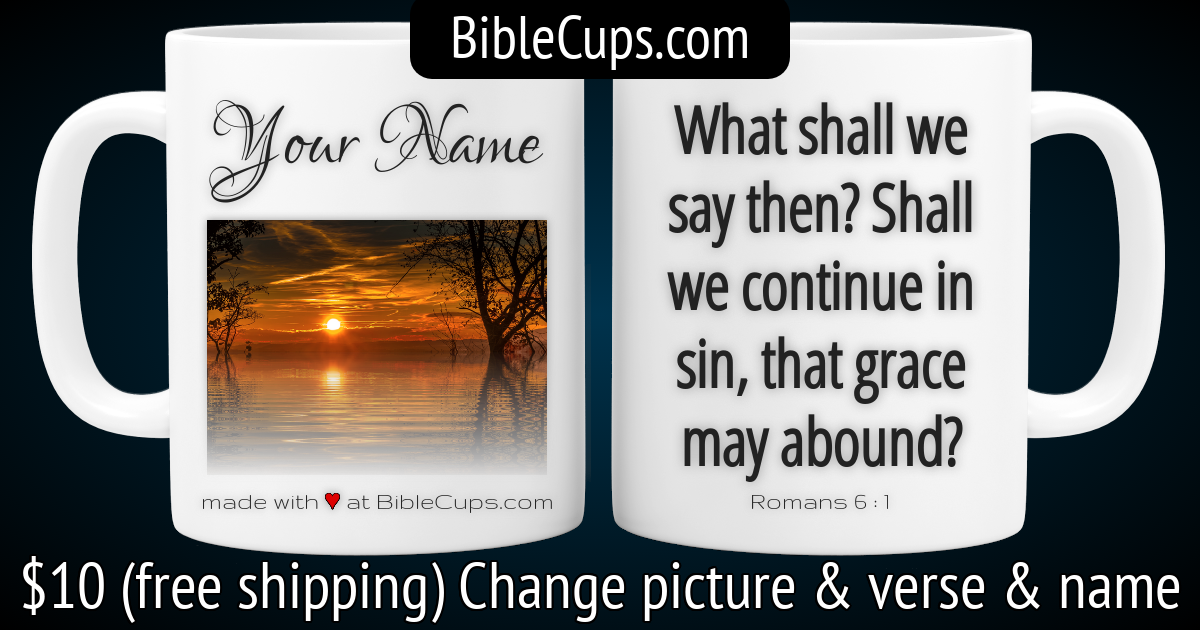 BibleCups.com
Your Name
made with ♥ at BibleCups.com
What shall we
say then? Shall
we continue in
sin, that grace
may abound?
Romans 6 : 1
$10 (free shipping) Change picture & verse & name